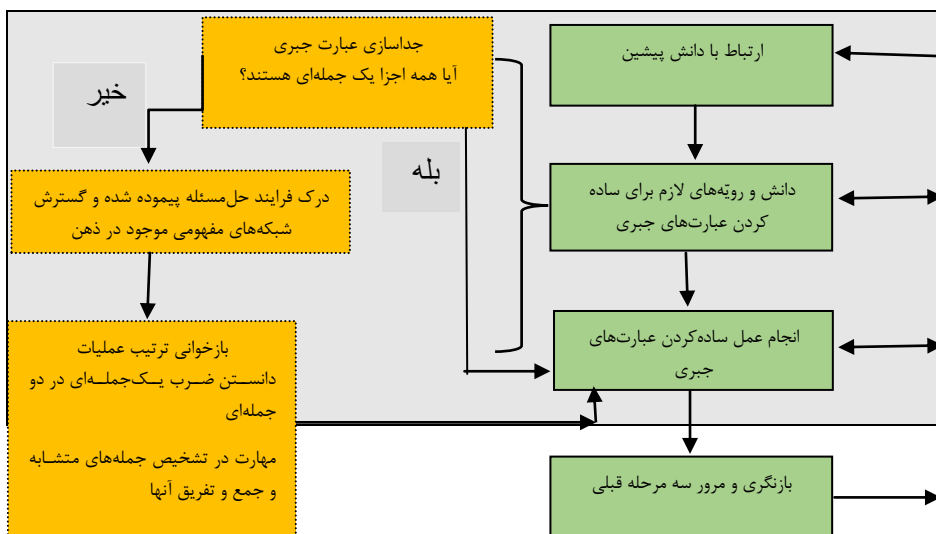 ارتباط با دانش پیشین
جداسازی عبارت جبری
آیا همه اجزا یک جمله‌ای هستند؟
خیر
بله
دانش و رویّه‌های لازم برای ساده
کردن عبارت‌های جبری
درک فرایند حل‌مسئله پیموده شده و گسترش
شبکه‌های مفهومی موجود در ذهن
انجام عمل ساده‌کردن عبارت‌های
جبری
بازخوانی ترتیب عملیات
دانستن ضرب یک‌جمله‌ای در دو
جمله‌ای
مهارت در تشخیص جمله‌های متشابه
و جمع و تفریق آنها
بازنگری و مرور سه مرحله قبلی